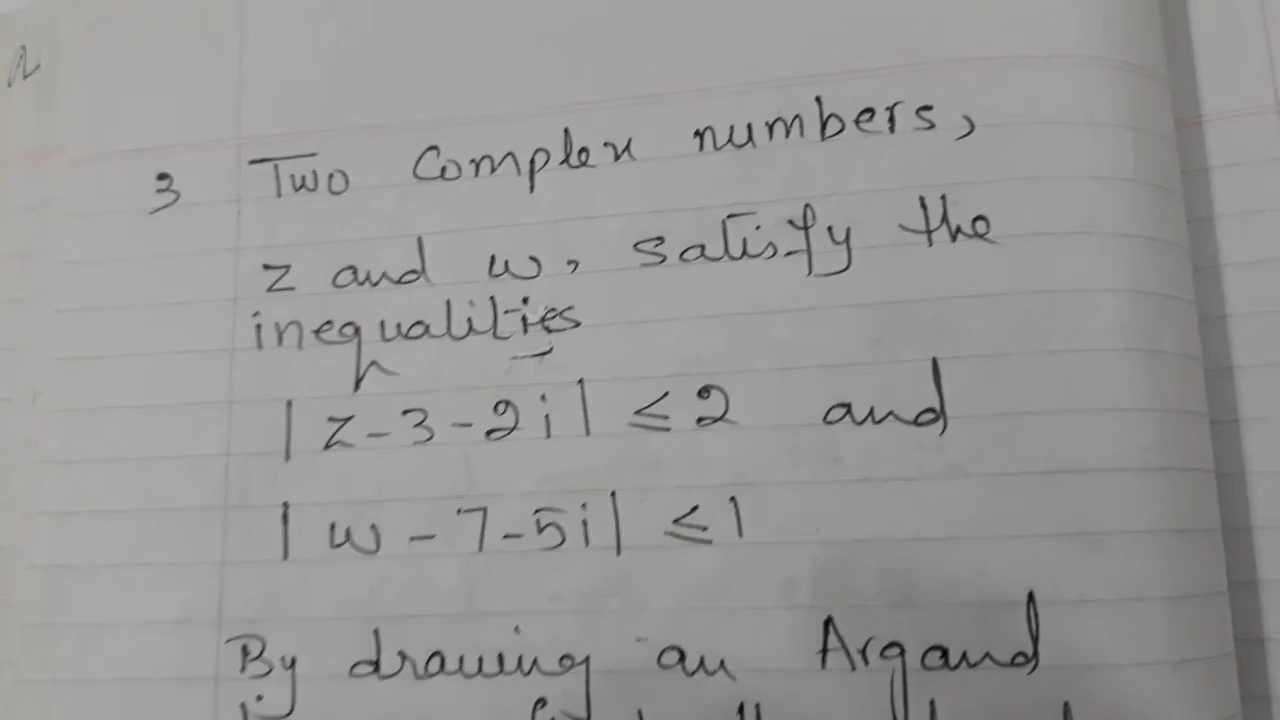 3 Two Complex numbers,
z and w, satisfy the
inequalities
|z-3-2i| ≤ 2 and
|w-7-5i| ≤ 1
By drawing an Argand